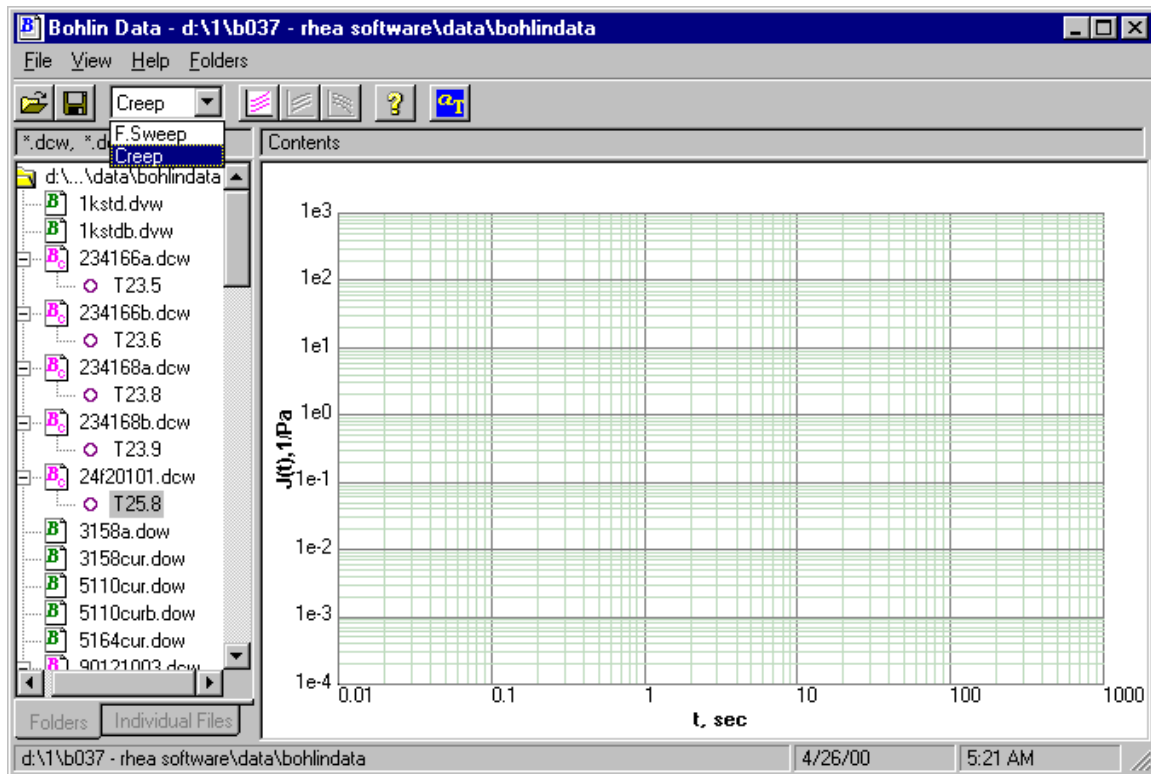 Bohlin Data - d:\1\b037 - rhea software\data\bohlindata
File View Help Folders
Creep
F.Sweep
Creep
*.dcw, *.d
Contents
d:\...\data\bohlindata
1kstd.dvw
1kstdb.dvw
234166a.dcw
T23.5
234166b.dcw
T23.6
234168a.dcw
T23.8
234168b.dcw
T23.9
24f20101.dcw
T25.8
3158a.dow
3158cur.dow
5110cur.dow
5110curb.dow
5164cur.dow
90121003.dcw
Folders Individual Files
1e3
1e2
1e1
1e0
1e-1
1e-2
1e-3
1e-4
J(t),1/Pa
0.01 0.1 1 10 100 1000
t, sec
d:\1\b037 - rhea software\data\bohlindata 4/26/00 5:21 AM